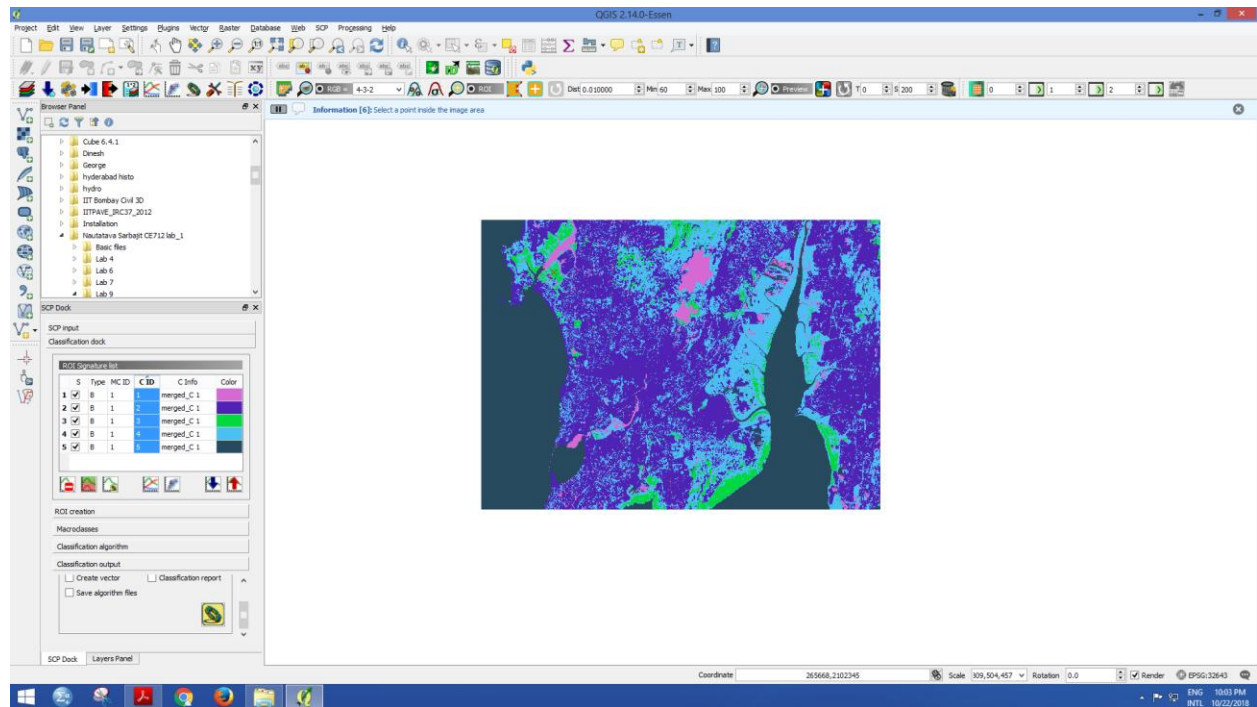 QGIS 2.14.0-Essen
Project Edit View Layer Settings Plugins Vector Raster Database Web SCP Processing Help
RGB = 4-3-2 ROI Dist 0.010000 Min 60 Max 100 Preview T 0 S 200 0 1 2
Browser Panel
Information [6]: Select a point inside the image area
Cube 6.4.1
Dinesh
George
hyderabad histo
hydro
IIT Bombay Civil 3D
IITPAVE_IRC37_2012
Installation
Nautatava Sarbajit CE712 lab_1
Basic files
Lab 4
Lab 6
Lab 7
Lab 9
SCP Dock
SCP input
Classification dock
ROI Signature list
S Type MC ID C ID C Info Color
1 B 1 1 merged_C 1
2 B 1 2 merged_C 1
3 B 1 3 merged_C 1
4 B 1 4 merged_C 1
5 B 1 5 merged_C 1
ROI creation
Macroclasses
Classification algorithm
Classification output
Create vector Classification report
Save algorithm files
SCP Dock Layers Panel
Coordinate 265668,2102345 Scale 309,504,457 Rotation 0.0 Render EPSG:32643
ENG 10:03 PM
INTL 10/22/2018